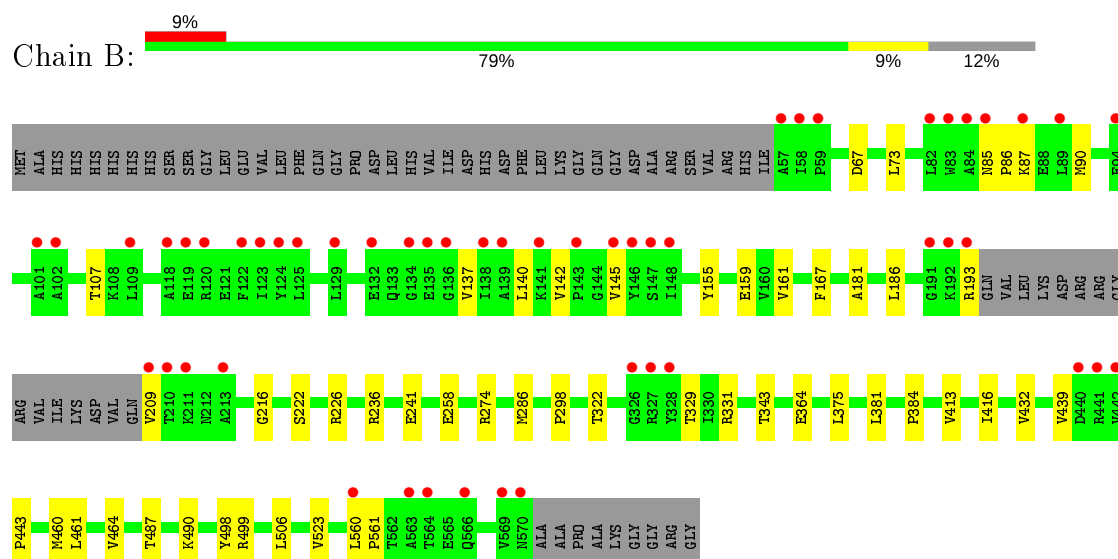 9%
Chain B:
79% 9% 12%
MET ALA HIS HIS HIS HIS HIS HIS SER SER GLY LEU GLU VAL LEU PHE GLN GLY PRO ASP LEU HIS VAL ILE ASP HIS ASP PHE LEU LYS GLY GLN GLY ASP ALA ARG SER VAL ARG HIS ILE A57 I58 P59 D67 L73 L82 W83 A84 N85 P86 K87 E88 L89 M90
A101 A102 T107 K108 L109 A118 E119 R120 E121 F122 I123 Y124 L125 L129 E132 Q133 G134 E135 G136 V137 I138 A139 L140 K141 V142 P143 G144 V145 Y146 S147 I148 Y155 E159 V160 V161 F167 A181 L186 G191 K192 R193 GLN VAL LEU LYS ASP ARG ARG GLY
ARG VAL ILE LYS ASP VAL GLN V209 T210 K211 N212 A213 G216 S222 R226 R236 E241 E258 R274 M286 P298 T322 G326 R327 Y328 T329 I330 R331 T343 E364 L375 L381 P384 V413 I416 V432 V439 D440 R441 V442
P443 M460 L461 V464 T487 K490 Y498 R499 L506 V523 L560 P561 T562 A563 T564 E565 Q566 V569 N570 ALA ALA PRO ALA LYS GLY GLY ARG GLY